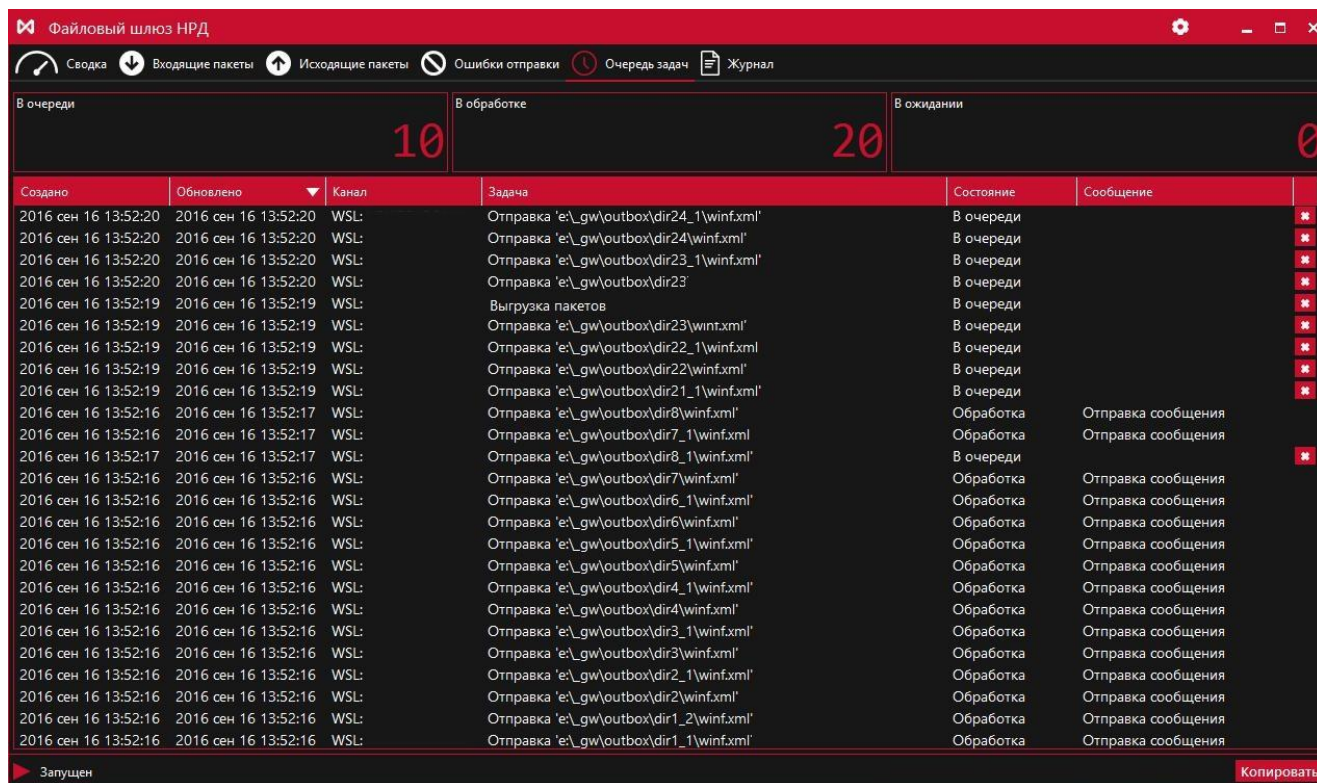 Файловый шлюз НРД
Сводка Входящие пакеты Исходящие пакеты Ошибки отправки Очередь задач Журнал
В очереди В обработке В ожидании
10 20 0
Создано Обновлено Канал Задача Состояние Сообщение
2016 сен 16 13:52:20 2016 сен 16 13:52:20 WSL: Отправка 'e:\_gw\outbox\dir24_1\winf.xml' В очереди
2016 сен 16 13:52:20 2016 сен 16 13:52:20 WSL: Отправка 'e:\_gw\outbox\dir24\winf.xml' В очереди
2016 сен 16 13:52:20 2016 сен 16 13:52:20 WSL: Отправка 'e:\_gw\outbox\dir23_1\winf.xml' В очереди
2016 сен 16 13:52:20 2016 сен 16 13:52:20 WSL: Отправка 'e:\_gw\outbox\dir23' В очереди
2016 сен 16 13:52:19 2016 сен 16 13:52:19 WSL: Выгрузка пакетов В очереди
2016 сен 16 13:52:19 2016 сен 16 13:52:19 WSL: Отправка 'e:\_gw\outbox\dir23\winf.xml' В очереди
2016 сен 16 13:52:19 2016 сен 16 13:52:19 WSL: Отправка 'e:\_gw\outbox\dir22_1\winf.xml В очереди
2016 сен 16 13:52:19 2016 сен 16 13:52:19 WSL: Отправка 'e:\_gw\outbox\dir22\winf.xml' В очереди
2016 сен 16 13:52:19 2016 сен 16 13:52:19 WSL: Отправка 'e:\_gw\outbox\dir21_1\winf.xml' В очереди
2016 сен 16 13:52:16 2016 сен 16 13:52:17 WSL: Отправка 'e:\_gw\outbox\dir8\winf.xml' Обработка Отправка сообщения
2016 сен 16 13:52:16 2016 сен 16 13:52:17 WSL: Отправка 'e:\_gw\outbox\dir7_1\winf.xml Обработка Отправка сообщения
2016 сен 16 13:52:17 2016 сен 16 13:52:17 WSL: Отправка 'e:\_gw\outbox\dir8_1\winf.xml' В очереди
2016 сен 16 13:52:16 2016 сен 16 13:52:16 WSL: Отправка 'e:\_gw\outbox\dir7\winf.xml' Обработка Отправка сообщения
2016 сен 16 13:52:16 2016 сен 16 13:52:16 WSL: Отправка 'e:\_gw\outbox\dir6_1\winf.xml' Обработка Отправка сообщения
2016 сен 16 13:52:16 2016 сен 16 13:52:16 WSL: Отправка 'e:\_gw\outbox\dir6\winf.xml' Обработка Отправка сообщения
2016 сен 16 13:52:16 2016 сен 16 13:52:16 WSL: Отправка 'e:\_gw\outbox\dir5_1\winf.xml' Обработка Отправка сообщения
2016 сен 16 13:52:16 2016 сен 16 13:52:16 WSL: Отправка 'e:\_gw\outbox\dir5\winf.xml' Обработка Отправка сообщения
2016 сен 16 13:52:16 2016 сен 16 13:52:16 WSL: Отправка 'e:\_gw\outbox\dir4_1\winf.xml' Обработка Отправка сообщения
2016 сен 16 13:52:16 2016 сен 16 13:52:16 WSL: Отправка 'e:\_gw\outbox\dir4\winf.xml' Обработка Отправка сообщения
2016 сен 16 13:52:16 2016 сен 16 13:52:16 WSL: Отправка 'e:\_gw\outbox\dir3_1\winf.xml' Обработка Отправка сообщения
2016 сен 16 13:52:16 2016 сен 16 13:52:16 WSL: Отправка 'e:\_gw\outbox\dir3\winf.xml' Обработка Отправка сообщения
2016 сен 16 13:52:16 2016 сен 16 13:52:16 WSL: Отправка 'e:\_gw\outbox\dir2_1\winf.xml' Обработка Отправка сообщения
2016 сен 16 13:52:16 2016 сен 16 13:52:16 WSL: Отправка 'e:\_gw\outbox\dir2\winf.xml' Обработка Отправка сообщения
2016 сен 16 13:52:16 2016 сен 16 13:52:16 WSL: Отправка 'e:\_gw\outbox\dir1_2\winf.xml' Обработка Отправка сообщения
2016 сен 16 13:52:16 2016 сен 16 13:52:16 WSL: Отправка 'e:\_gw\outbox\dir1_1\winf.xml' Обработка Отправка сообщения
Запущен Копировать